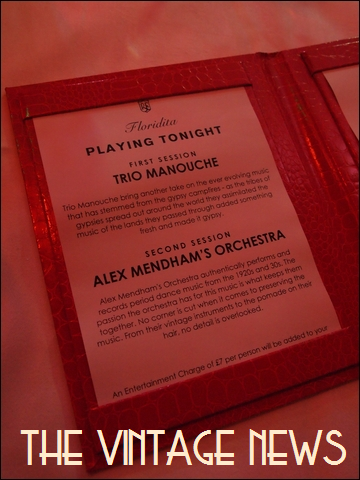 Floridita
PLAYING TONIGHT
FIRST SESSION
TRIO MANOUCHE
Trio Manouche bring another take on the ever evolving music
that has stemmed from the gypsy campfires - as the tribes of
gypsies spread out around the world they assimilated the
music of the lands they passed through added something
fresh and made it gypsy.
SECOND SESSION
ALEX MENDHAM'S ORCHESTRA
Alex Mendham's Orchestra authentically performs and
records period dance music from the 1920s and 30s. The
passion the orchestra has for this music is what keeps them
together. No corner is cut when it comes to preserving the
music. From their vintage instruments to the pomade on their
hair, no detail is overlooked.
An Entertainment Charge of £7 per person will be added to your
THE VINTAGE NEWS